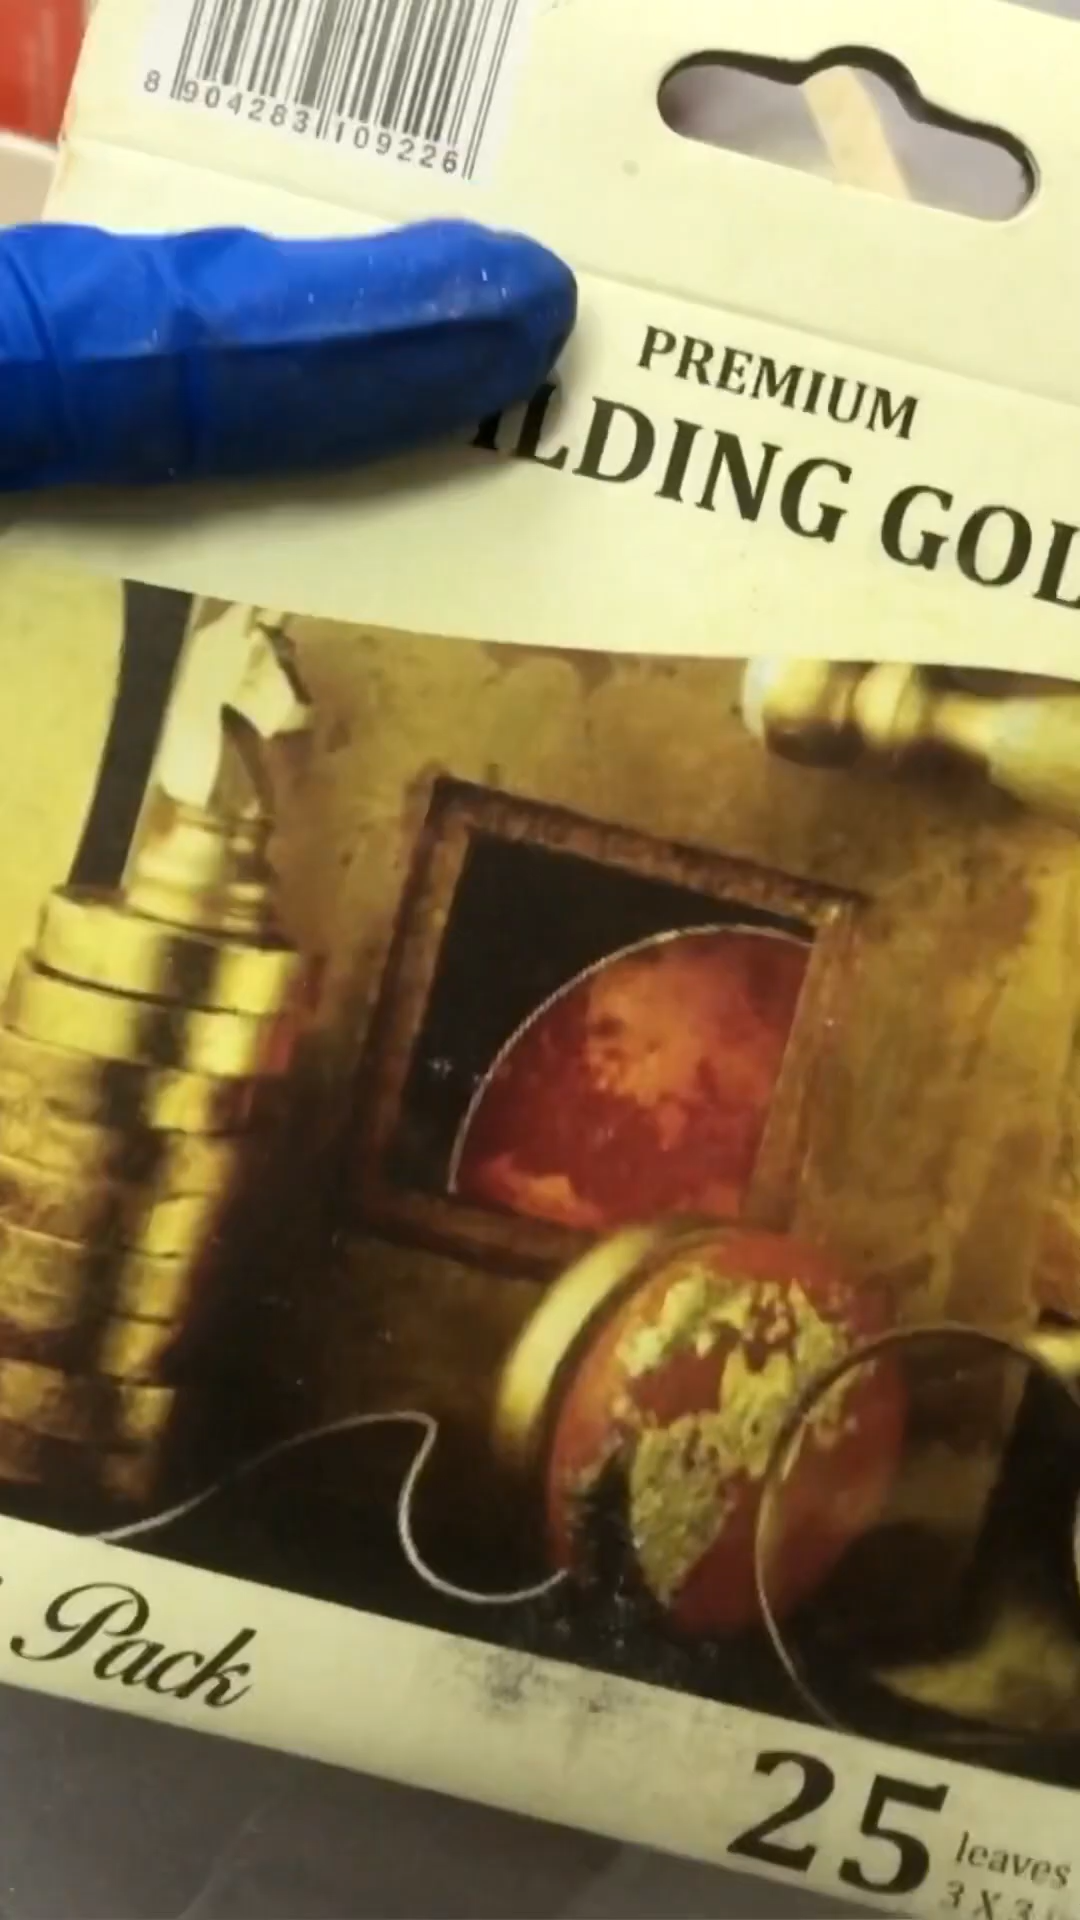 8 904283 109226
PREMIUM
ILDING GOL
Pack
25
leaves
3 X 3